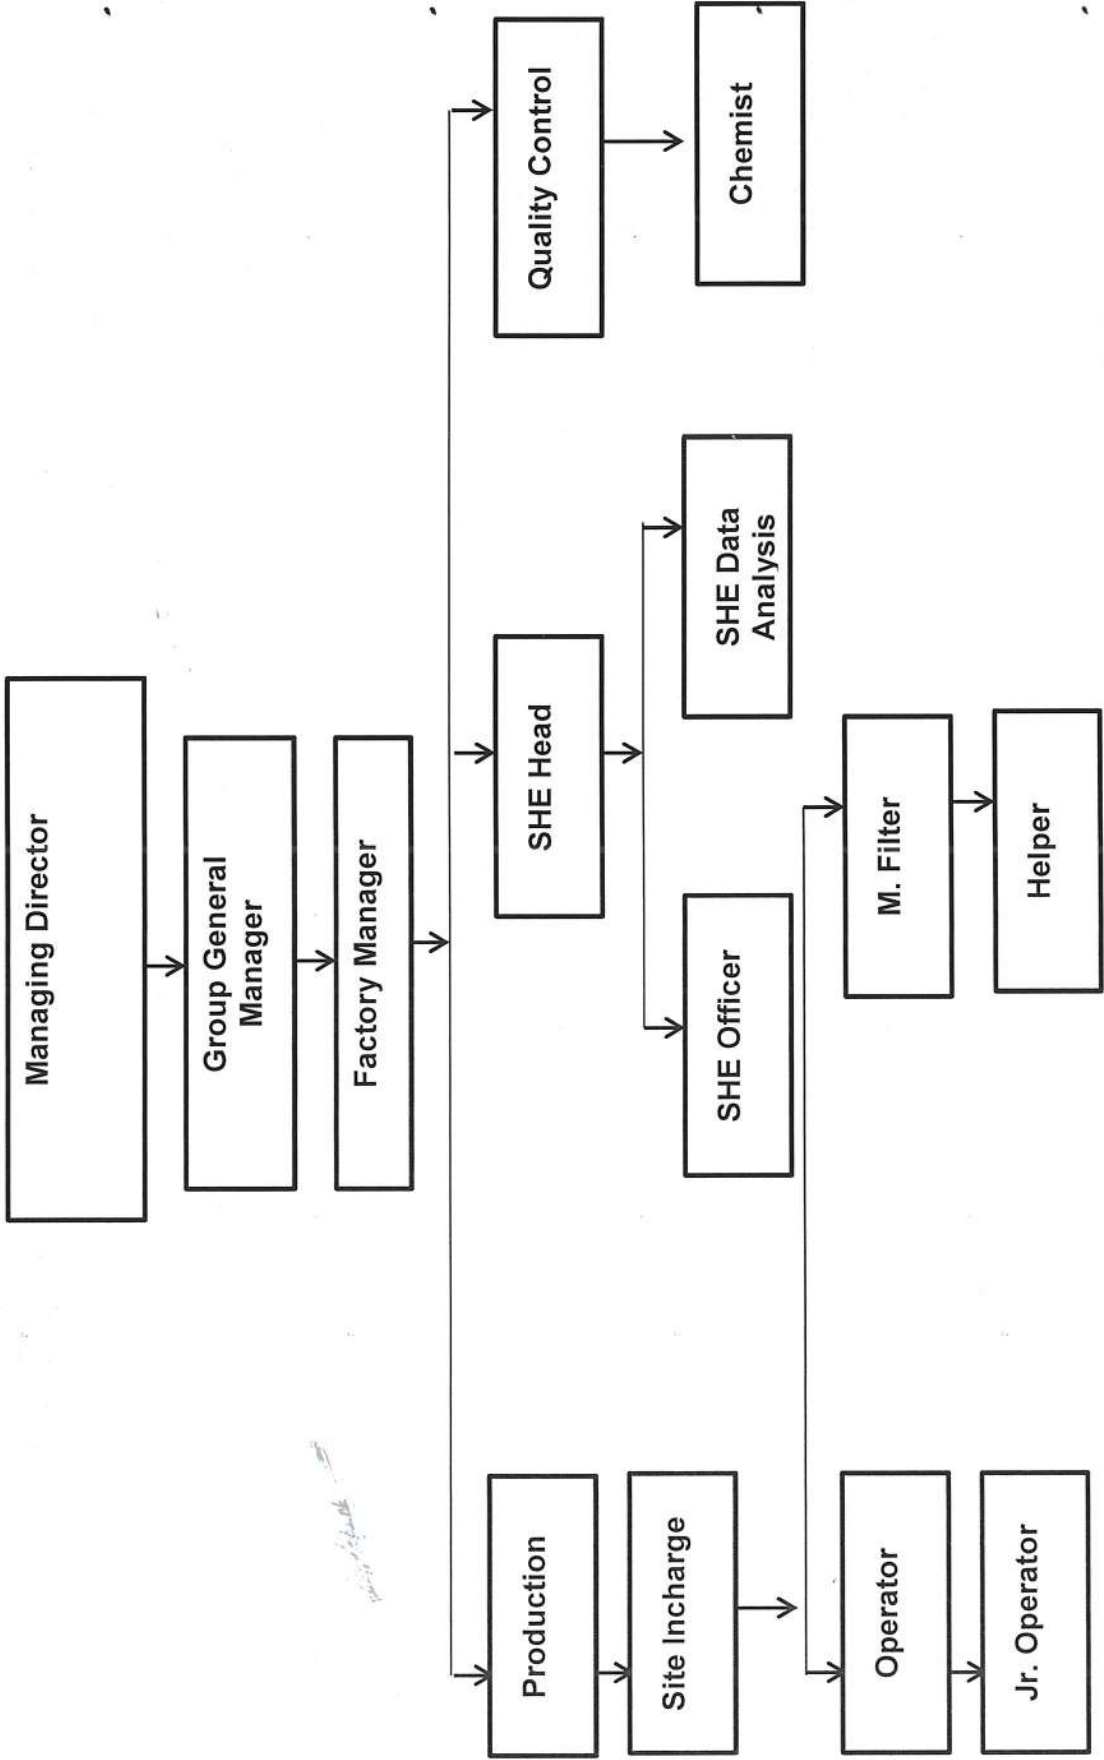 Managing Director
Group General
Manager
Factory Manager
Production
SHE Head
Quality Control
Site Incharge
SHE Officer
SHE Data
Analysis
Chemist
Operator
M. Filter
Jr. Operator
Helper